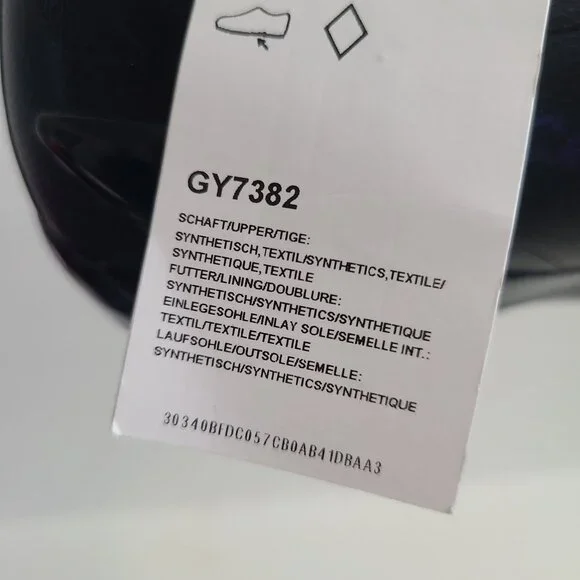 GY7382
SCHAFT/UPPER/TIGE:
SYNTHETISCH,TEXTIL/SYNTHETICS,TEXTILE/
SYNTHETIQUE,TEXTILE
FUTTER/LINING/DOUBLURE:
SYNTHETISCH/SYNTHETICS/SYNTHETIQUE
EINLEGESOHLE/INLAY SOLE/SEMELLE INT.:
TEXTIL/TEXTILE/TEXTILE
LAUFSOHLE/OUTSOLE/SEMELLE:
SYNTHETISCH/SYNTHETICS/SYNTHETIQUE
30340BFDC057CB0AB41DBAA3